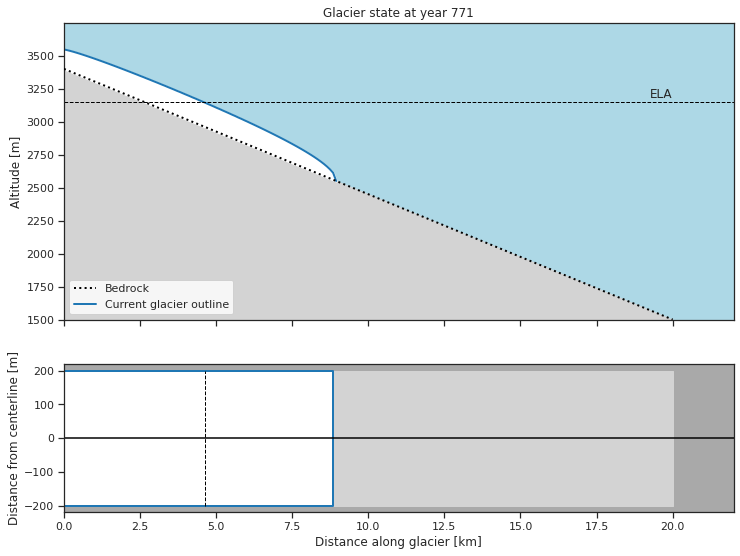 Glacier state at year 771
3500
3250
3000
2750
2500
2250
2000
1750
1500
Altitude [m]
ELA
Bedrock
Current glacier outline
200
100
0
−100
−200
Distance from centerline [m]
0.0 2.5 5.0 7.5 10.0 12.5 15.0 17.5 20.0
Distance along glacier [km]